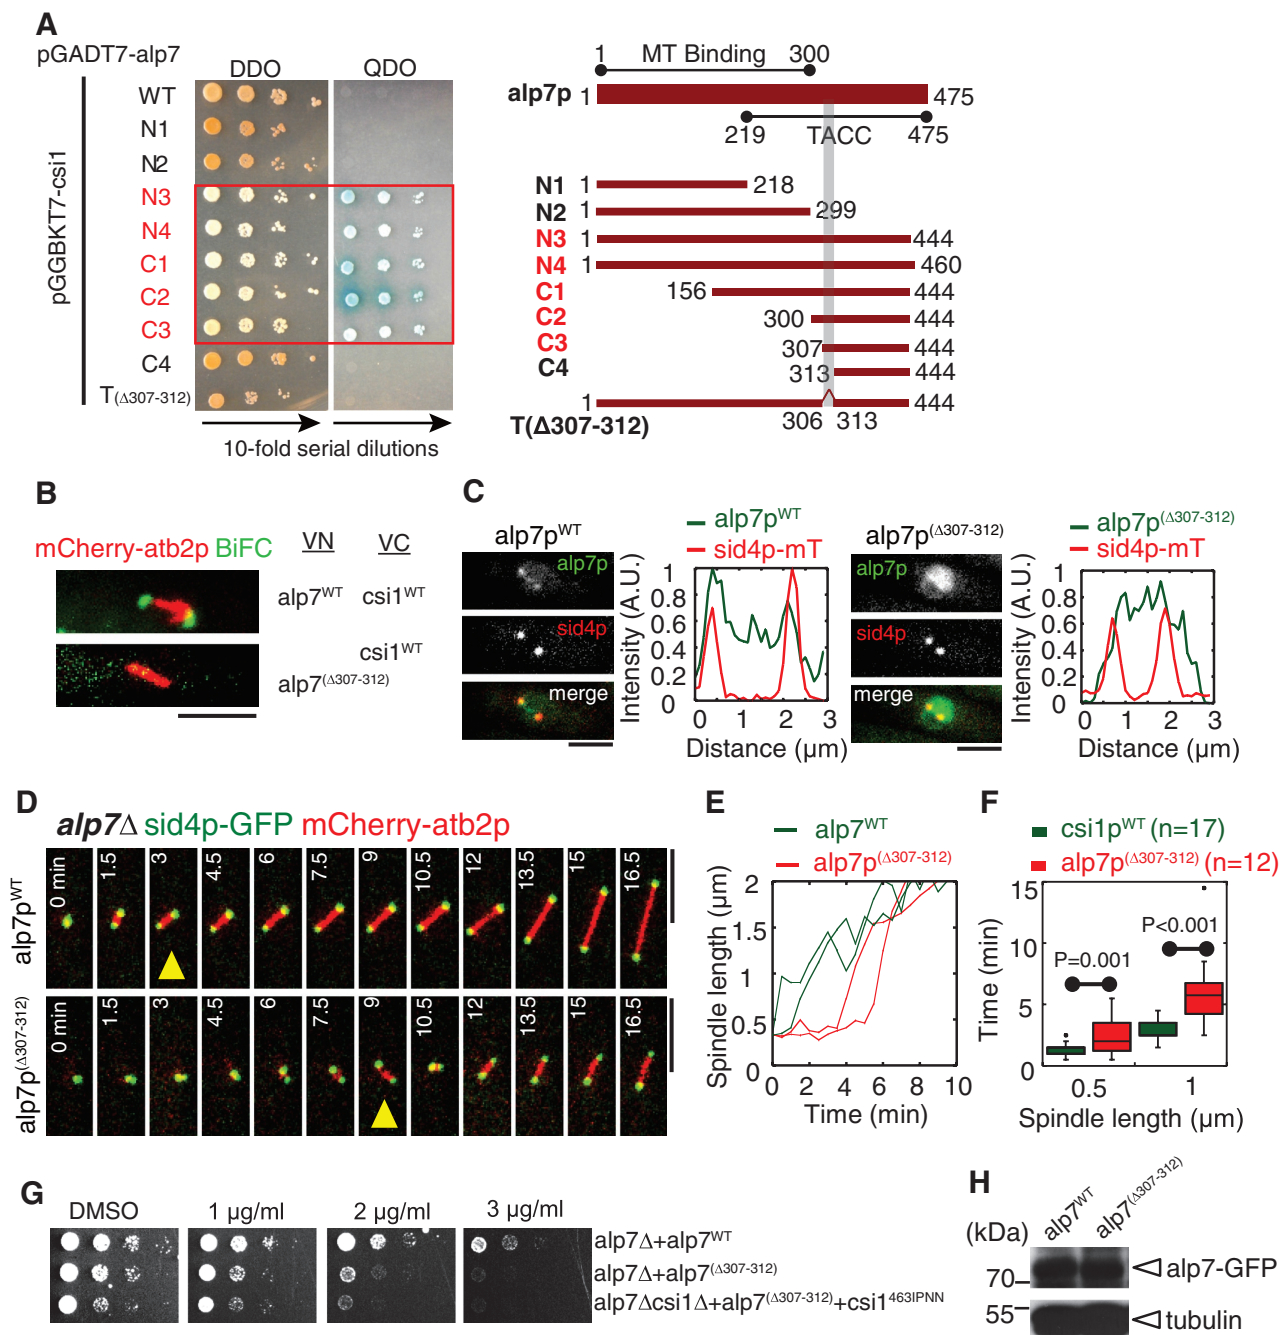 A
pGADT7-alp7
pGGBKT7-csi1
DDO QDO
WT
N1
N2
N3
N4
C1
C2
C3
C4
T(Δ307-312)
10-fold serial dilutions
1 MT Binding 300
alp7p 1 475
219 TACC 475
N1 1 218
N2 1 299
N3 1 444
N4 1 460
C1 156 444
C2 300 444
C3 307 444
C4 313 444
1 444
T(Δ307-312) 306 313
B
mCherry-atb2p BiFC VN VC
alp7WT csi1WT
csi1WT
alp7(Δ307-312)
C
alp7pWT
alp7p
sid4p
merge
alp7pWT
sid4p-mT
Intensity (A.U.)
1
0.8
0.6
0.4
0.2
0
0 1 2 3
Distance (µm)
alp7p(Δ307-312)
alp7p
sid4p
merge
alp7p(Δ307-312)
sid4p-mT
Intensity (A.U.)
1
0.8
0.6
0.4
0.2
0
0 1 2 3
Distance (µm)
D
alp7Δ sid4p-GFP mCherry-atb2p
alp7pWT
0 min 1.5 3 4.5 6 7.5 9 10.5 12 13.5 15 16.5
alp7p(Δ307-312)
0 min 1.5 3 4.5 6 7.5 9 10.5 12 13.5 15 16.5
E
alp7WT
alp7p(Δ307-312)
Spindle length (µm)
2
1.5
1
0.5
0
0 2 4 6 8 10
Time (min)
F
csi1pWT (n=17)
alp7p(Δ307-312) (n=12)
Time (min)
15
10
5
0
P=0.001
P<0.001
0.5 1
Spindle length (µm)
G
DMSO 1 µg/ml 2 µg/ml 3 µg/ml
alp7Δ+alp7WT
alp7Δ+alp7(Δ307-312)
alp7Δcsi1Δ+alp7(Δ307-312)+csi1463IPNN
H
alp7WT alp7(Δ307-312)
(kDa)
70
55
alp7-GFP
tubulin